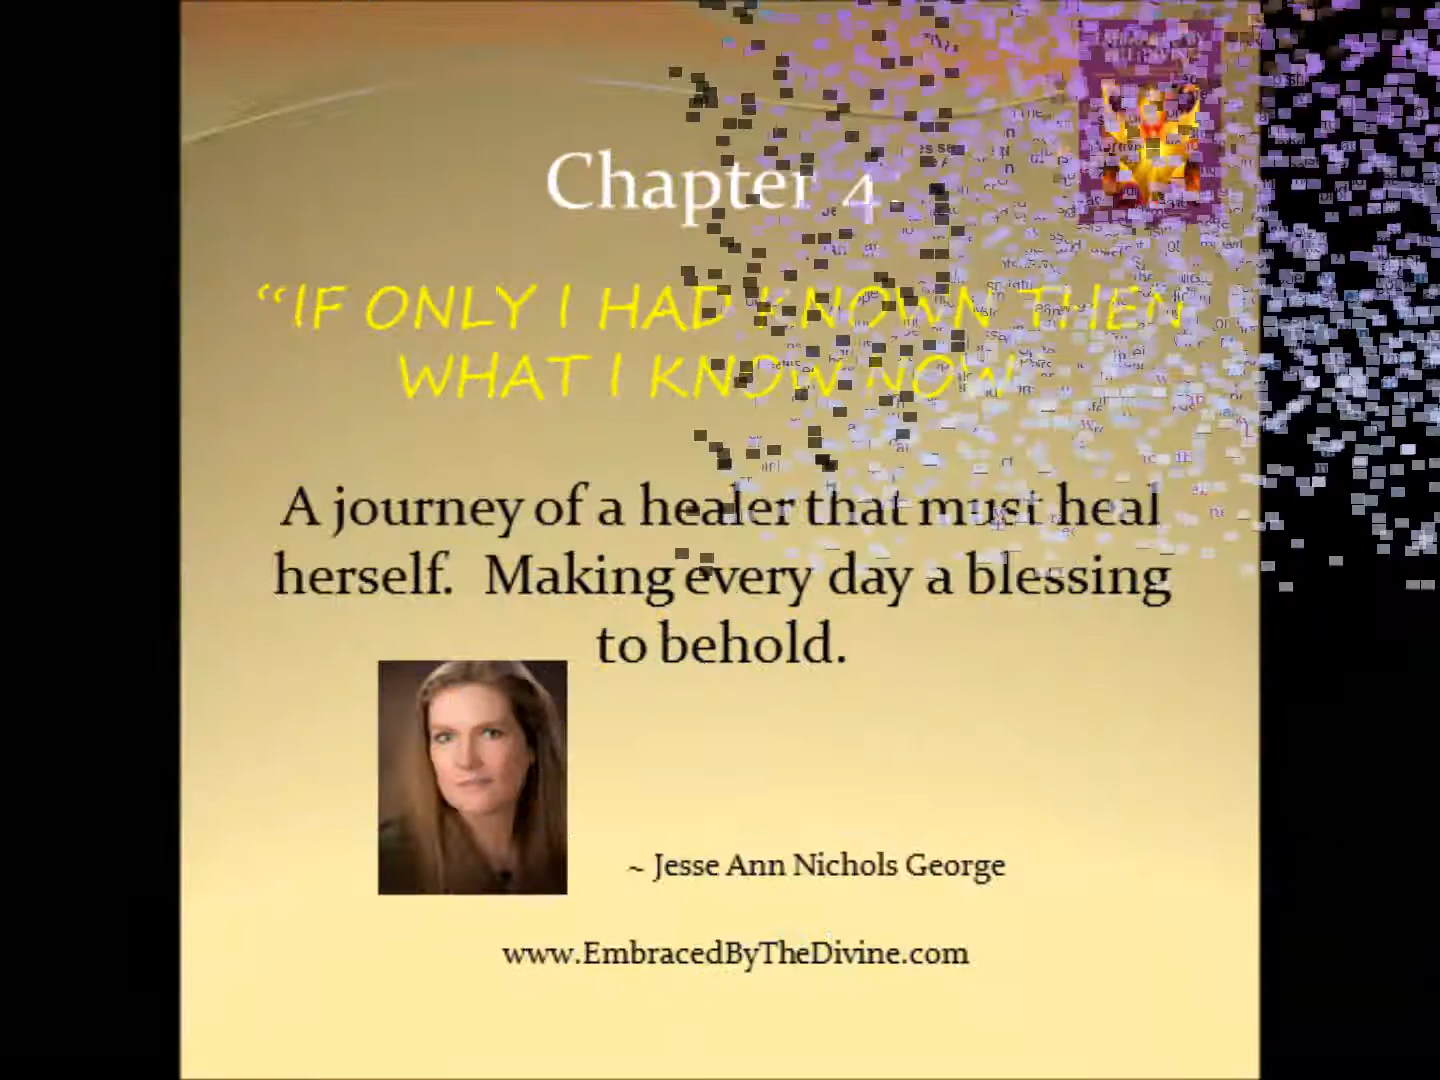 Chapter 4
“IF ONLY I HAD KNOWN THEN
WHAT I KNOW NOW
A journey of a healer that must heal
herself. Making every day a blessing
to behold.
~ Jesse Ann Nichols George
www.EmbracedByTheDivine.com